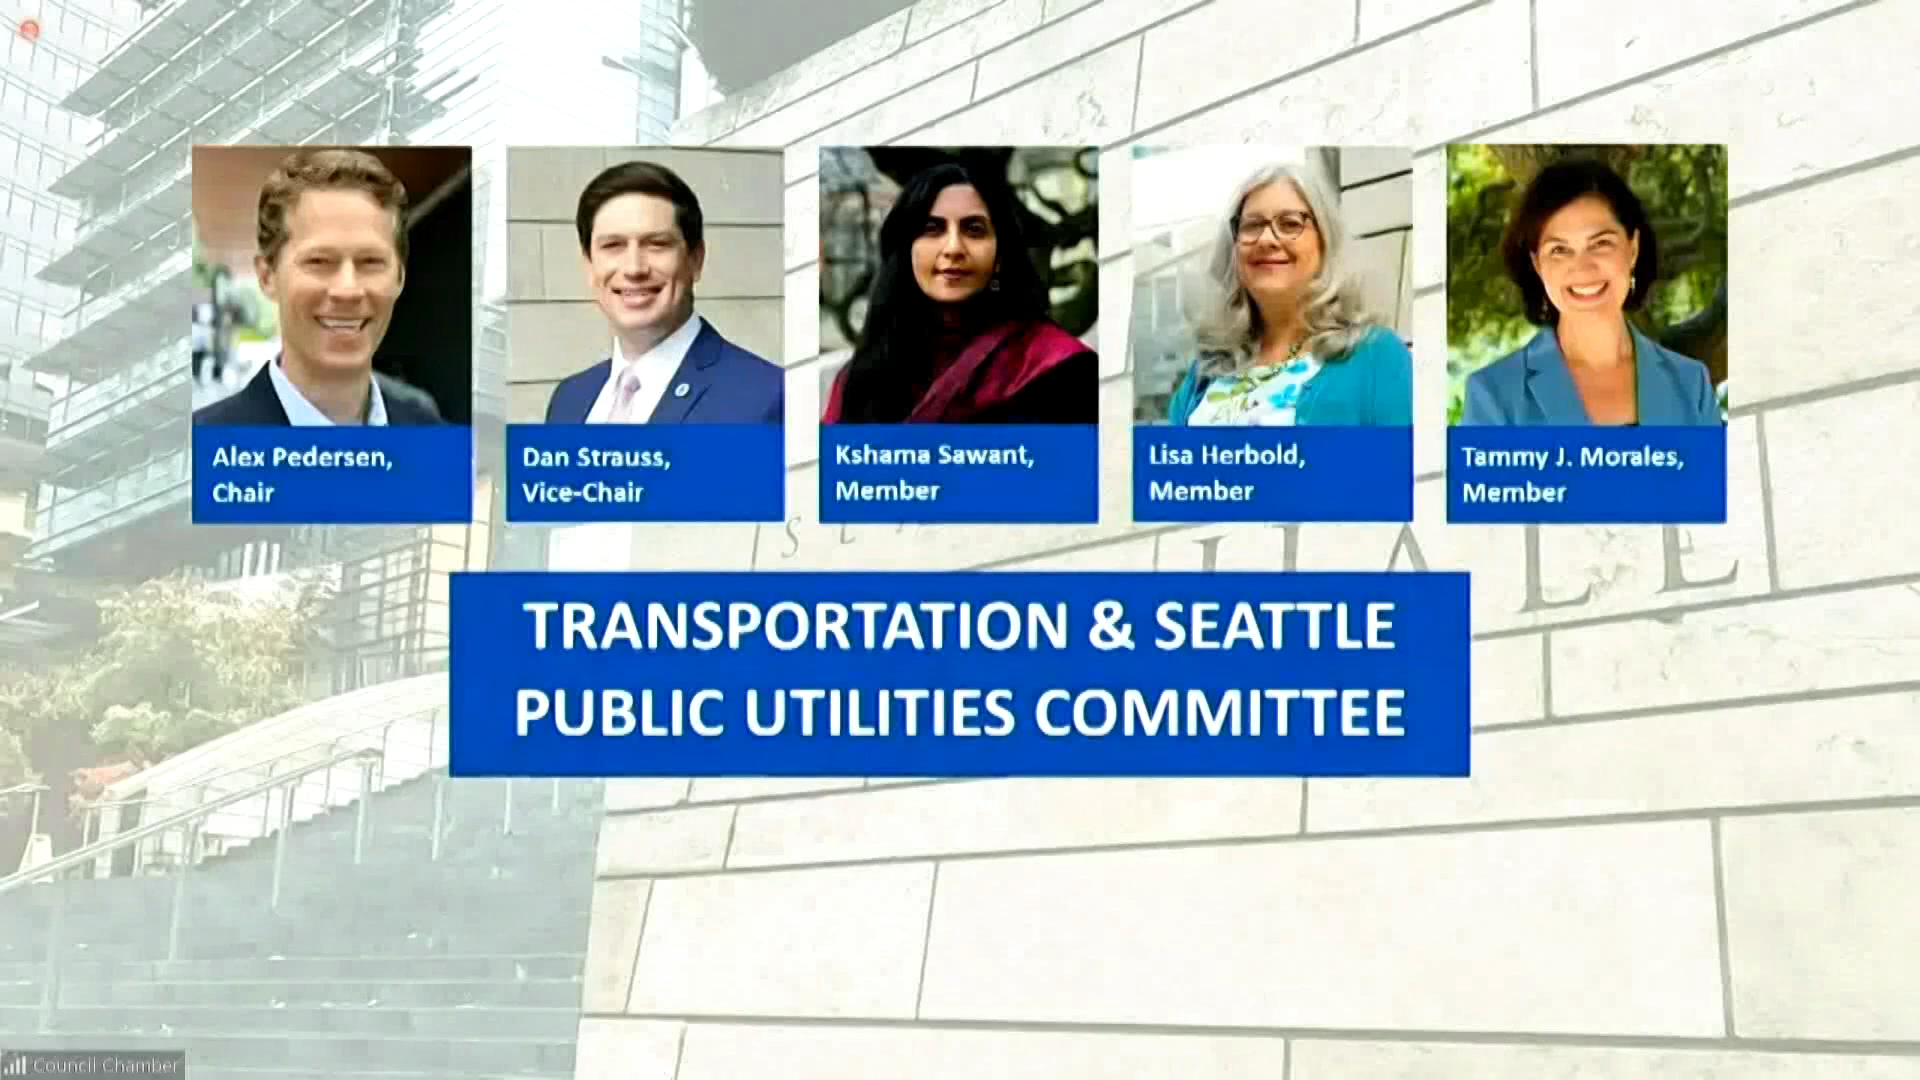 Alex Pedersen,
Chair
Dan Strauss,
Vice-Chair
Kshama Sawant,
Member
Lisa Herbold,
Member
Tammy J. Morales,
Member
HALL
TRANSPORTATION & SEATTLE
PUBLIC UTILITIES COMMITTEE
Council Chamber